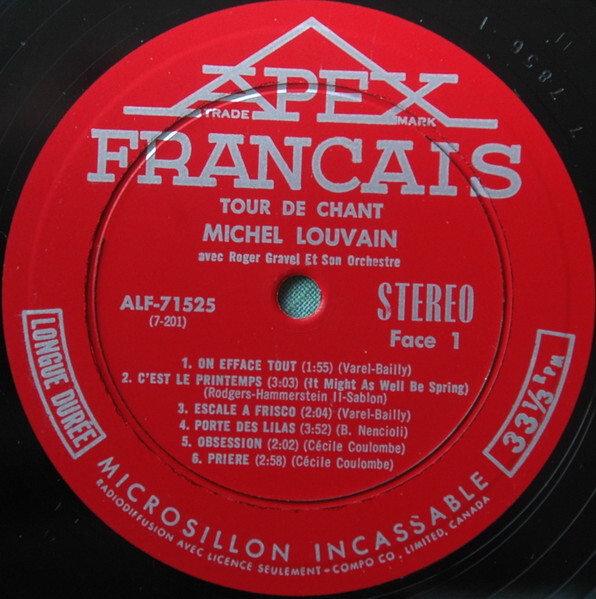 APEX
TRADE MARK
FRANCAIS
TOUR DE CHANT
MICHEL LOUVAIN
avec Roger Gravel Et Son Orchestre
ALF-71525
(7-201)
STEREO
Face 1
LONGUE DURÉE
33 1/3 R.P.M.
1. ON EFFACE TOUT (1:55) (Varel-Bailly)
2. C'EST LE PRINTEMPS (3:03) (It Might As Well Be Spring)
(Rodgers-Hammerstein II-Sablon)
3. ESCALE A FRISCO (2:04) (Varel-Bailly)
4. PORTE DES LILAS (3:52) (B. Nencioli)
5. OBSESSION (2:02) (Cécile Coulombe)
6. PRIERE (2:58) (Cécile Coulombe)
MICROSILLON INCASSABLE
RADIODIFFUSION AVEC LICENCE SEULEMENT-COMPO CO., LIMITED, CANADA